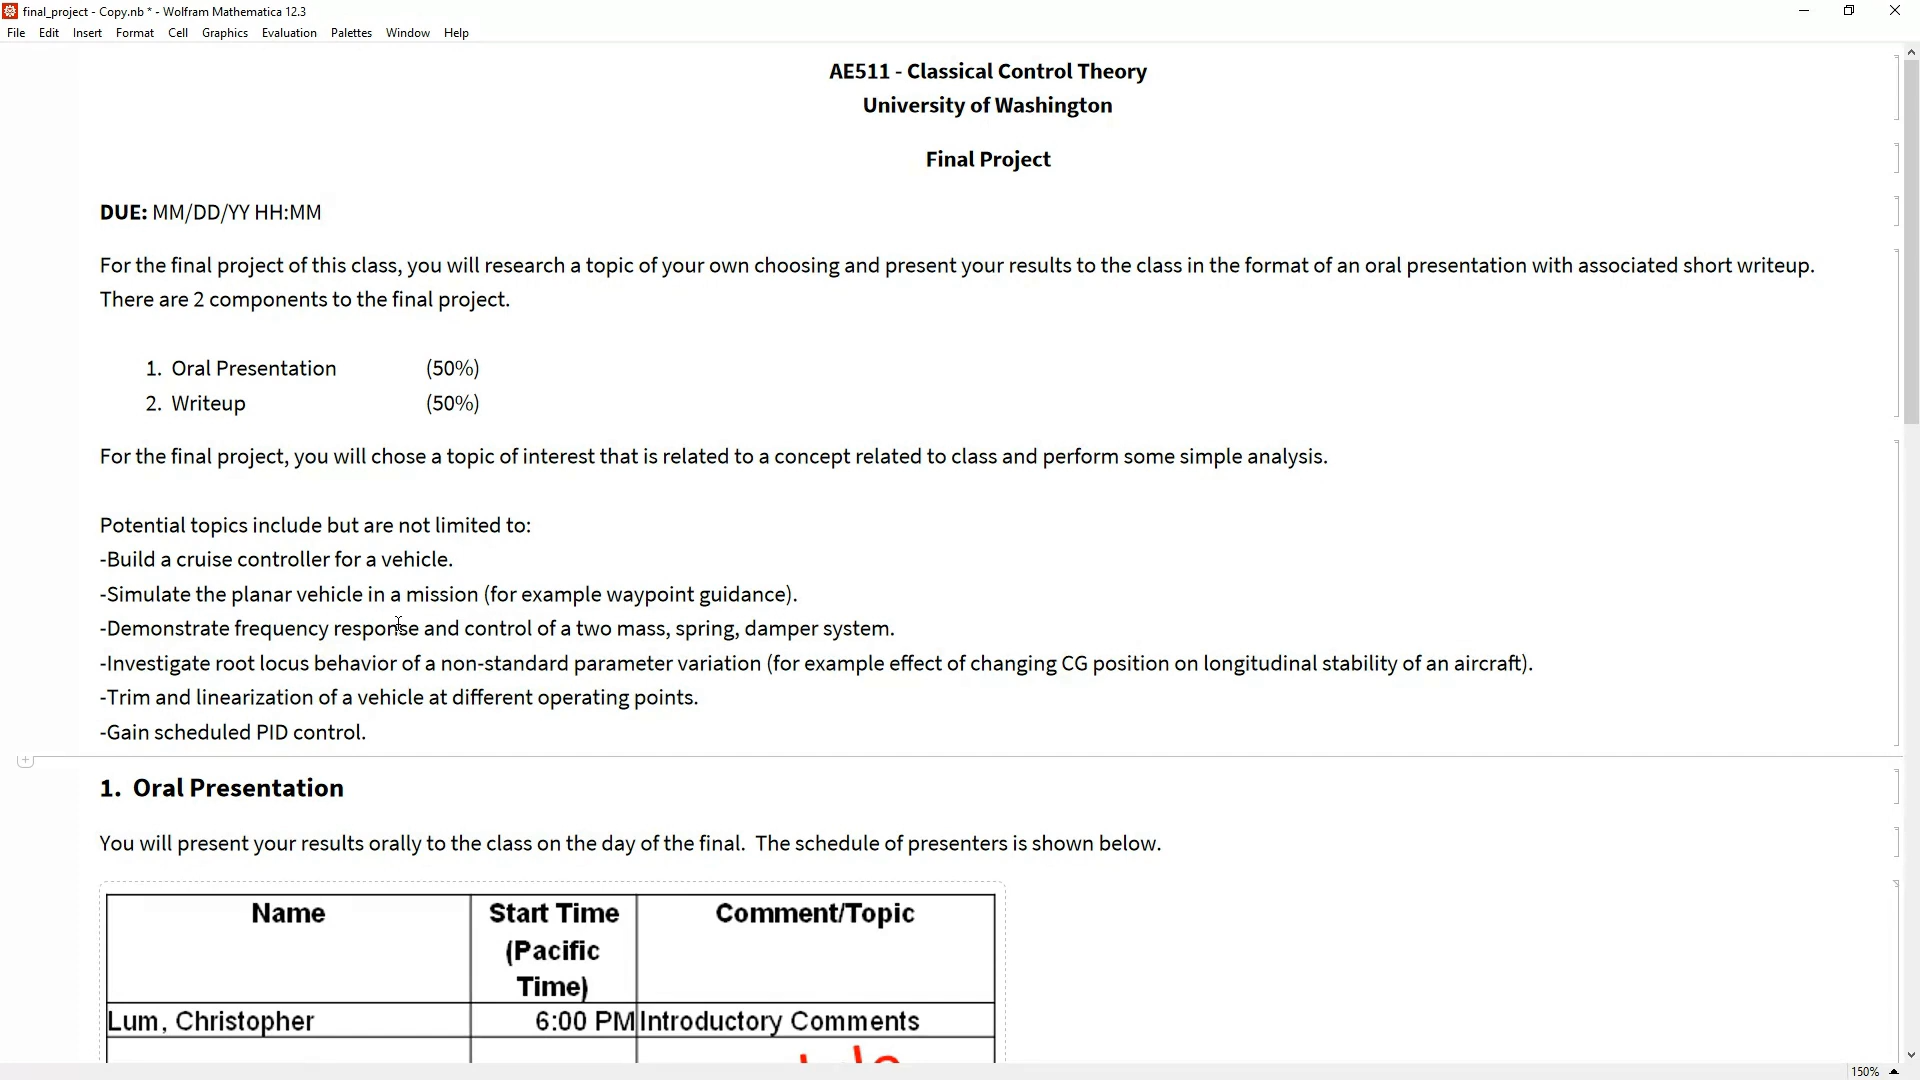 final_project - Copy.nb * - Wolfram Mathematica 12.3
File Edit Insert Format Cell Graphics Evaluation Palettes Window Help
AE511 - Classical Control Theory
University of Washington
Final Project
DUE: MM/DD/YY HH:MM
For the final project of this class, you will research a topic of your own choosing and present your results to the class in the format of an oral presentation with associated short writeup.
There are 2 components to the final project.
1. Oral Presentation (50%)
2. Writeup (50%)
For the final project, you will chose a topic of interest that is related to a concept related to class and perform some simple analysis.
Potential topics include but are not limited to:
-Build a cruise controller for a vehicle.
-Simulate the planar vehicle in a mission (for example waypoint guidance).
-Demonstrate frequency response and control of a two mass, spring, damper system.
-Investigate root locus behavior of a non-standard parameter variation (for example effect of changing CG position on longitudinal stability of an aircraft).
-Trim and linearization of a vehicle at different operating points.
-Gain scheduled PID control.
1. Oral Presentation
You will present your results orally to the class on the day of the final. The schedule of presenters is shown below.
Name Start Time (Pacific Time) Comment/Topic
Lum, Christopher 6:00 PM Introductory Comments
150%